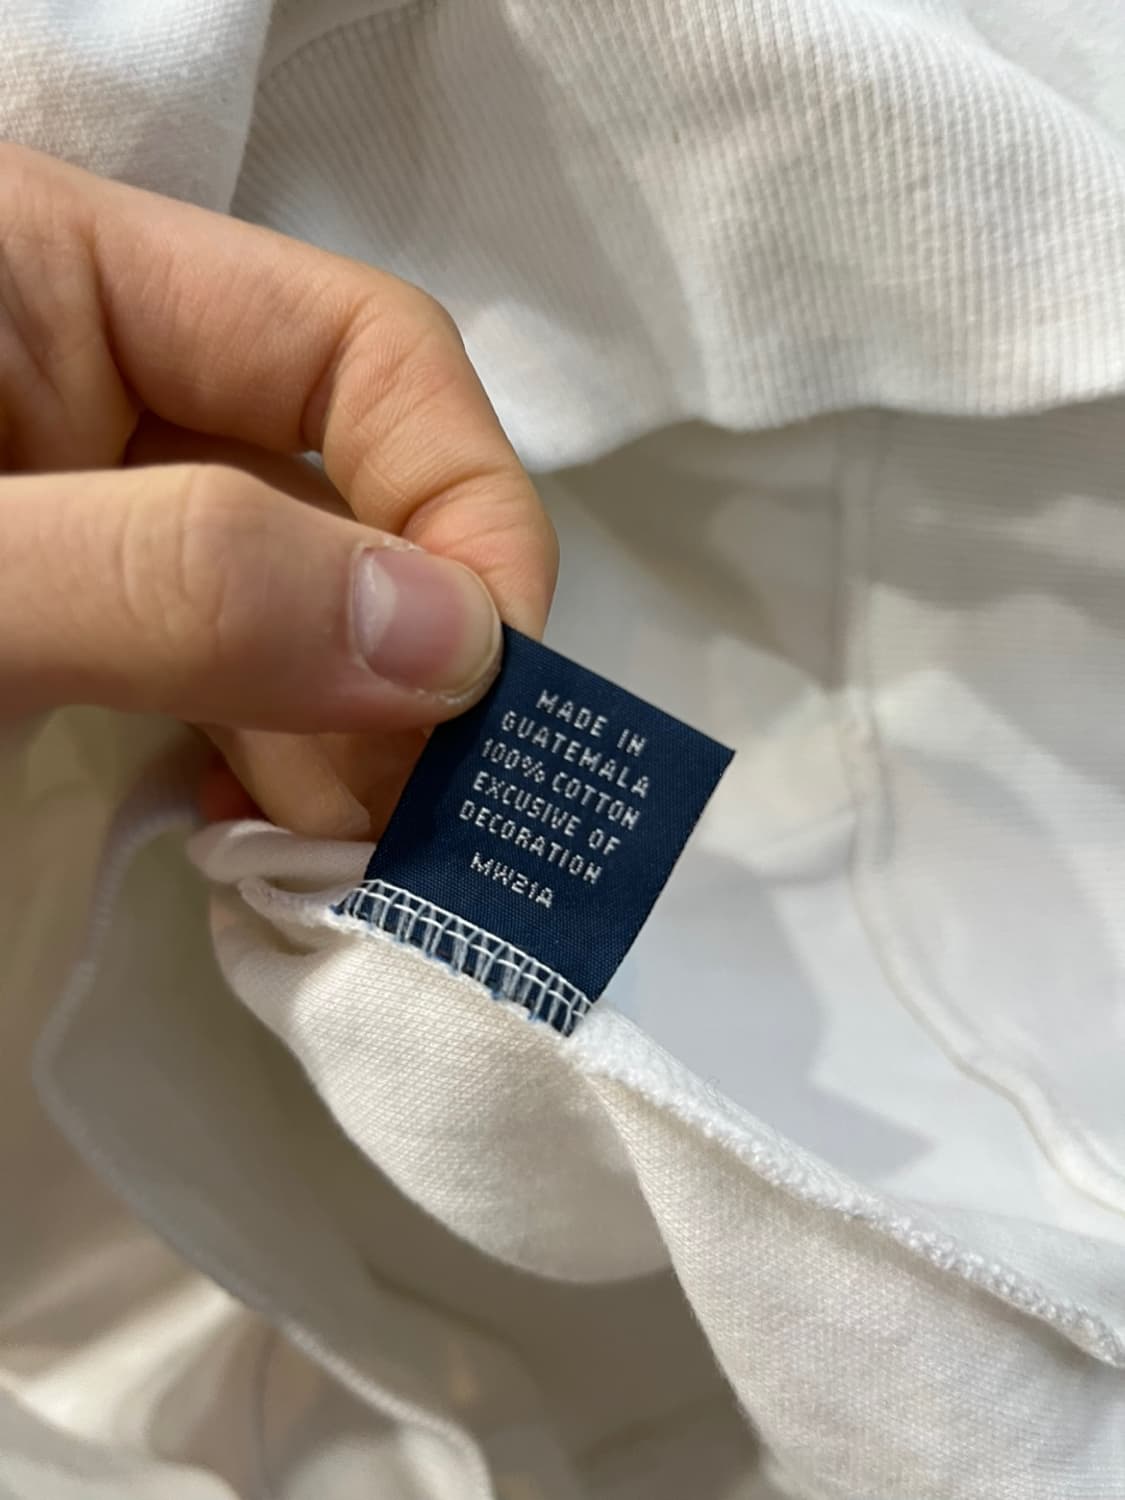 MADE IN
GUATEMALA
100% COTTON
EXCUSIVE OF
DECORATION
MW21A